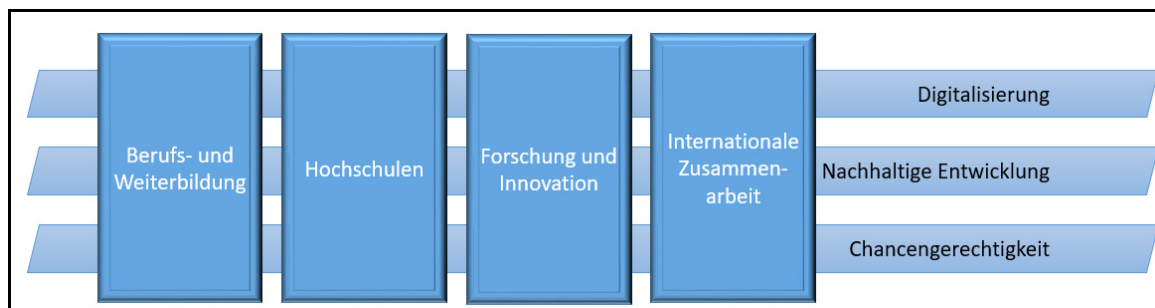 Berufs- und
Weiterbildung
Hochschulen
Forschung und
Innovation
Internationale
Zusammen-
arbeit
Digitalisierung
Nachhaltige Entwicklung
Chancengerechtigkeit